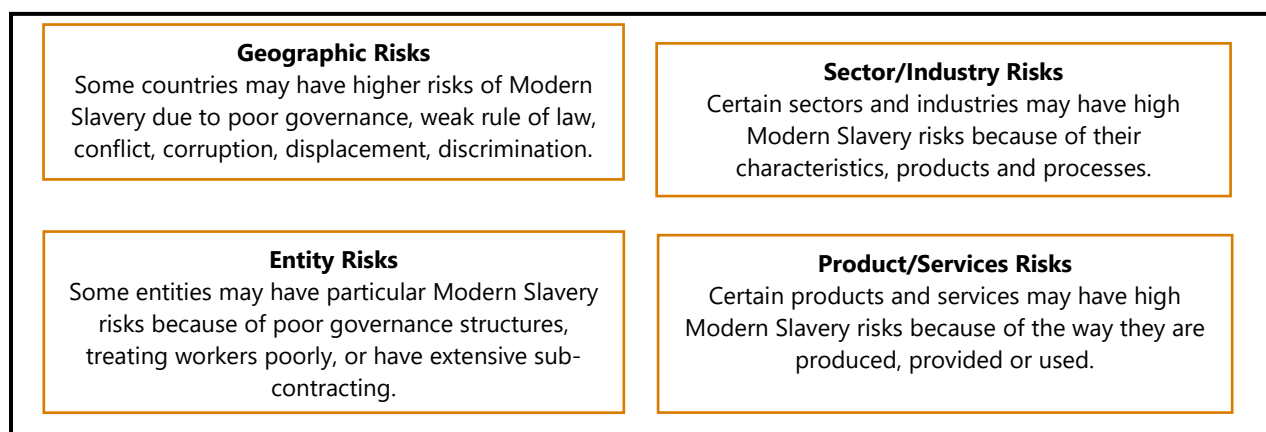 Geographic Risks
Some countries may have higher risks of Modern
Slavery due to poor governance, weak rule of law,
conflict, corruption, displacement, discrimination.
Sector/Industry Risks
Certain sectors and industries may have high
Modern Slavery risks because of their
characteristics, products and processes.
Entity Risks
Some entities may have particular Modern Slavery
risks because of poor governance structures,
treating workers poorly, or have extensive sub-
contracting.
Product/Services Risks
Certain products and services may have high
Modern Slavery risks because of the way they are
produced, provided or used.